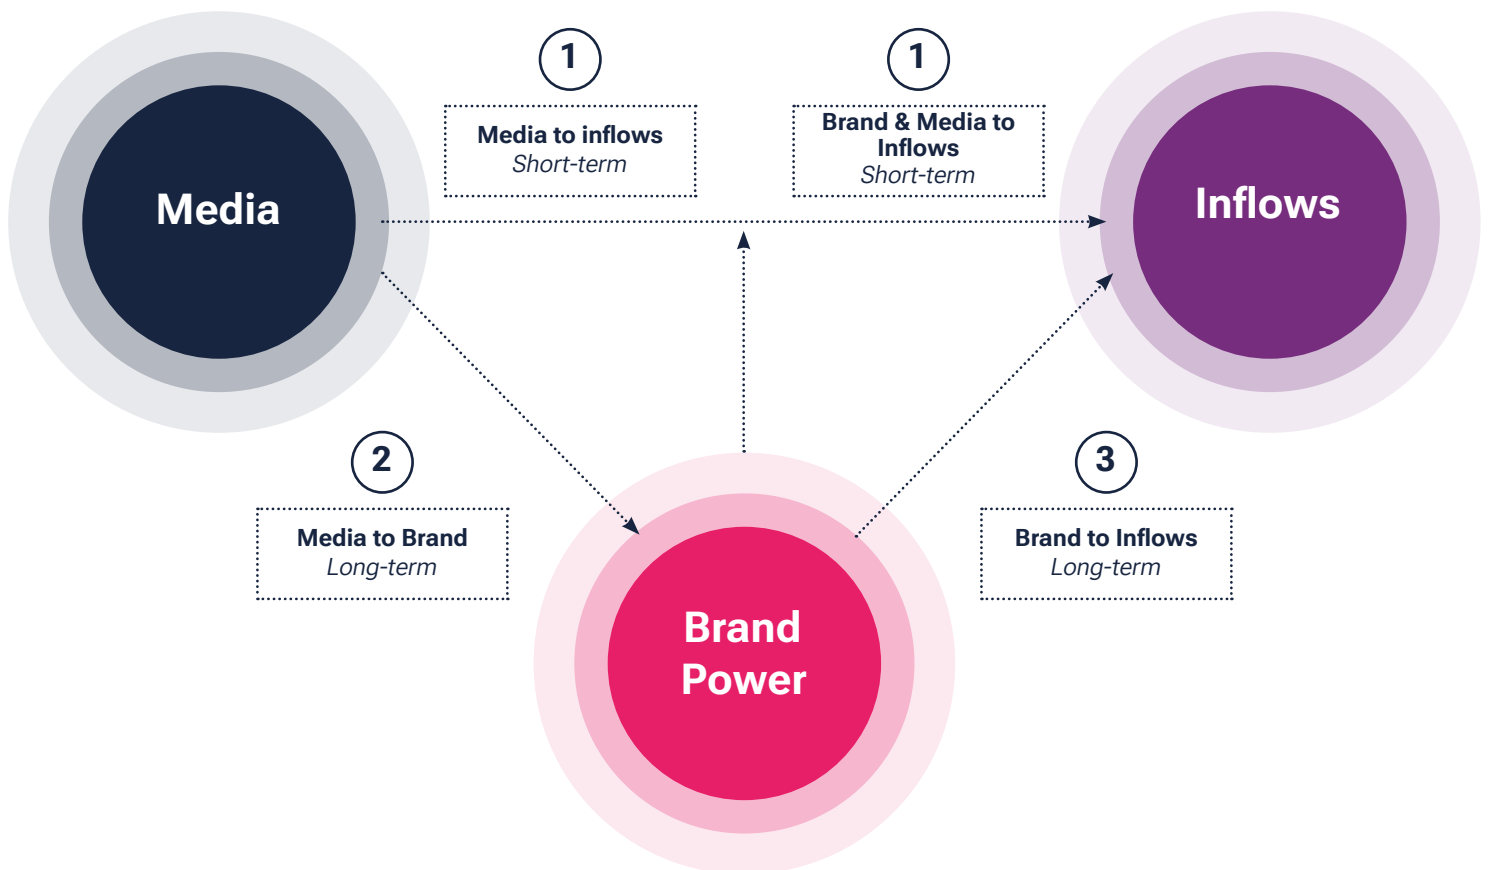 1
1
Media to inflows
Short-term
Brand & Media to
Inflows
Short-term
Media
Inflows
2
3
Media to Brand
Long-term
Brand to Inflows
Long-term
Brand
Power